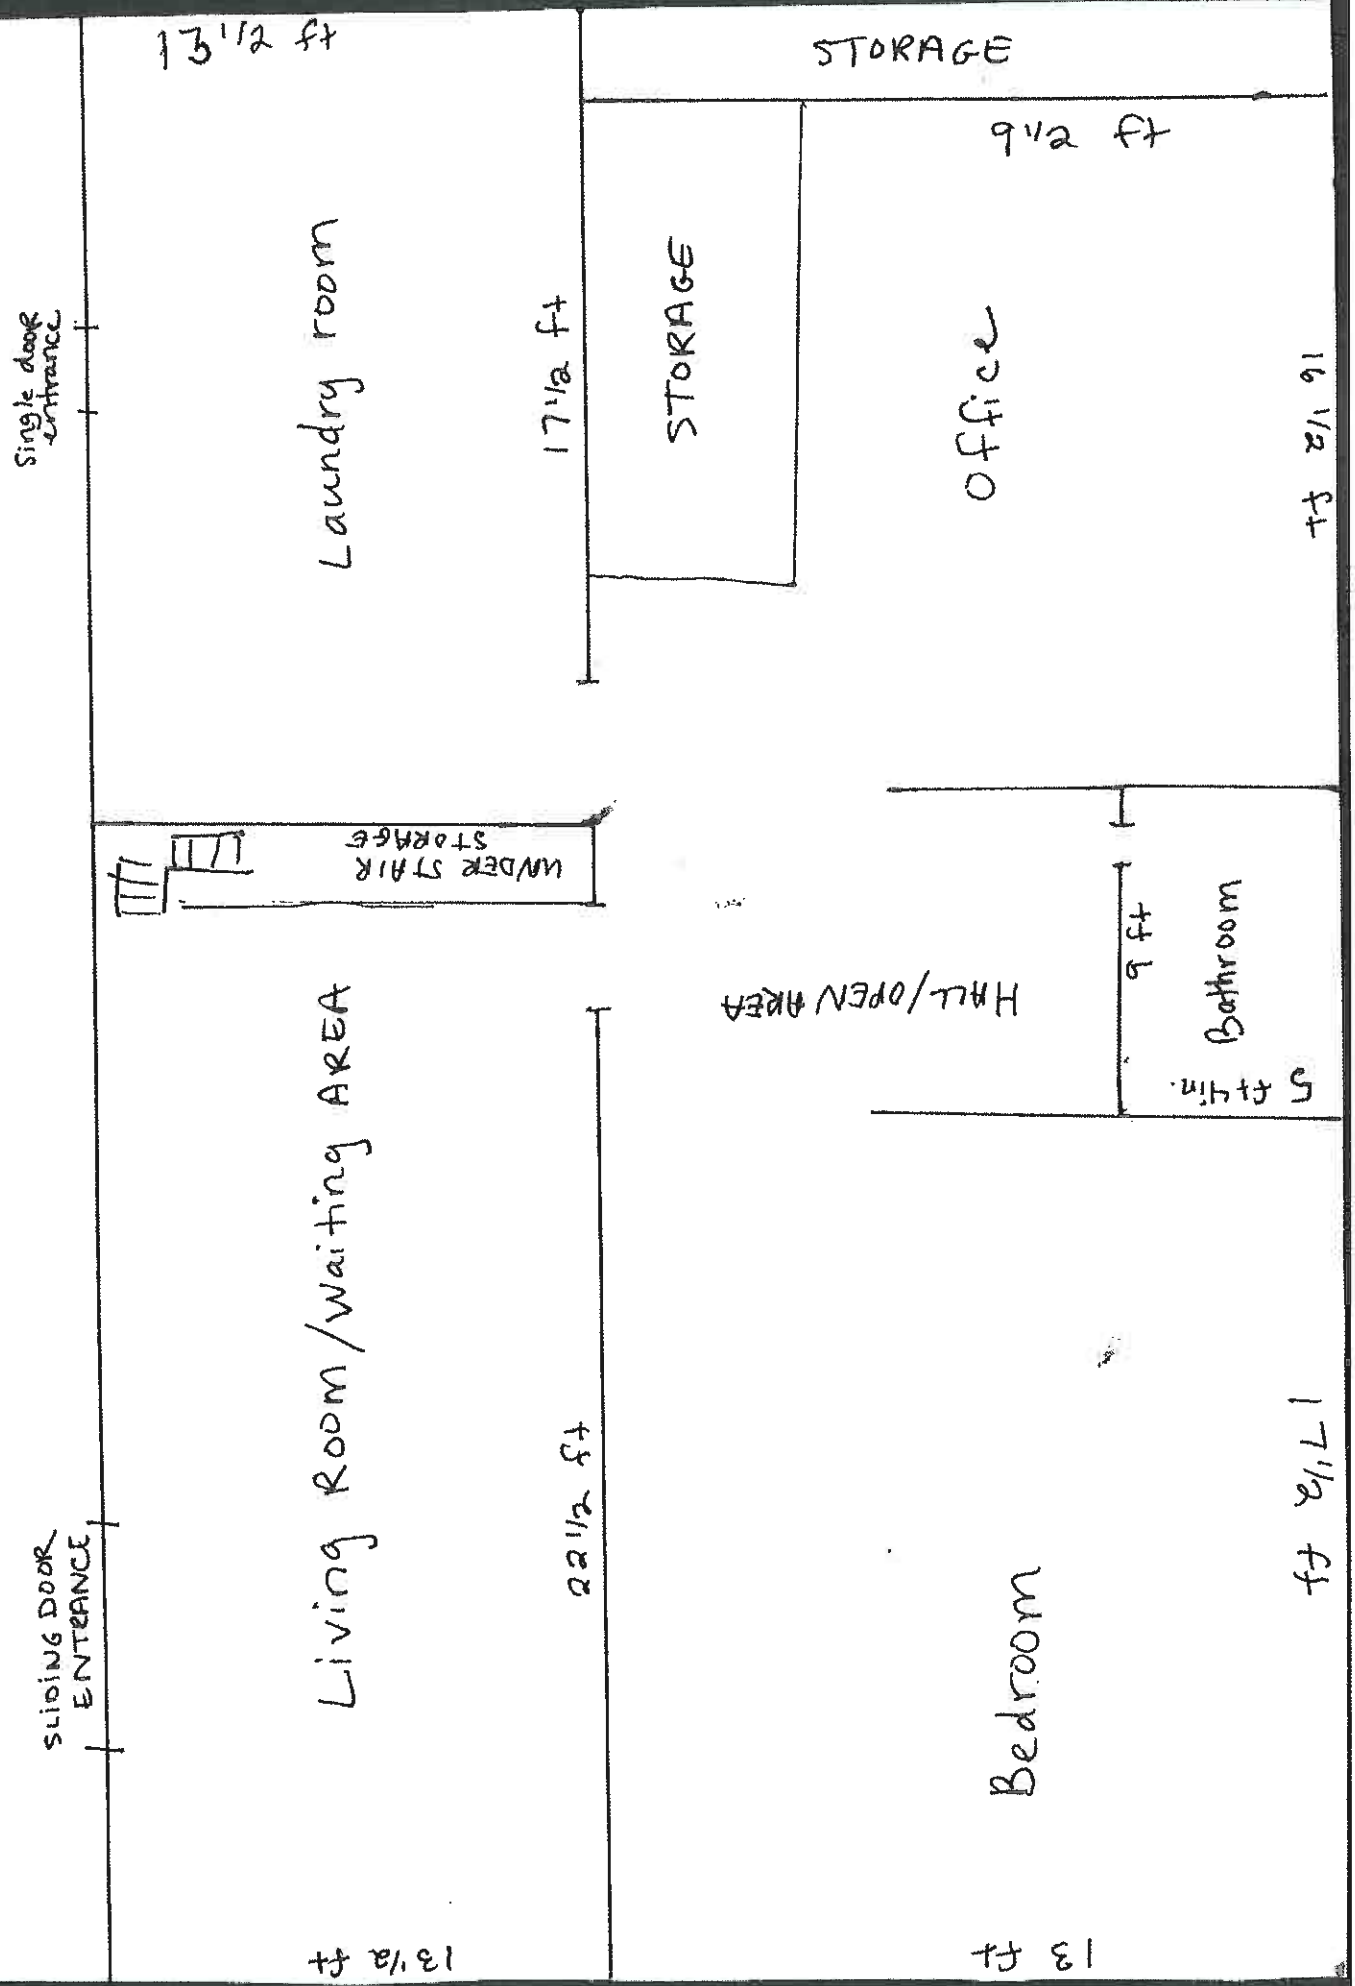 13 1/2 ft
STORAGE
9 1/2 ft
Single door
entrance
Laundry room
17 1/2 ft
STORAGE
Office
16 1/2 ft
UNDER STAIR
STORAGE
HALL/OPEN AREA
9 ft
Bathroom
5 ft 4in.
Living Room/waiting AREA
SLIDING DOOR
ENTRANCE
22 1/2 ft
Bedroom
17 1/2 ft
13 1/2 ft
13 ft